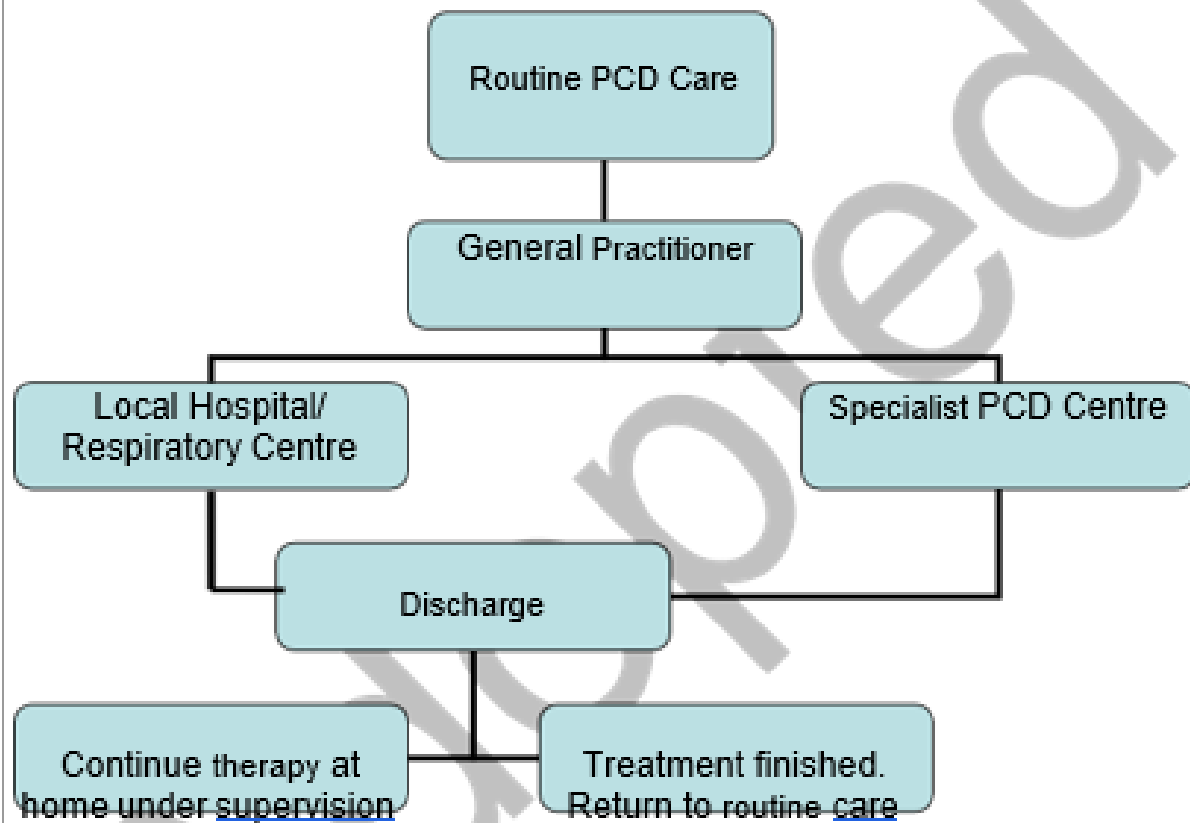 Routine PCD Care
General Practitioner
Local Hospital/
Respiratory Centre
Specialist PCD Centre
Discharge
Continue therapy at
home under supervision
Treatment finished.
Return to routine care